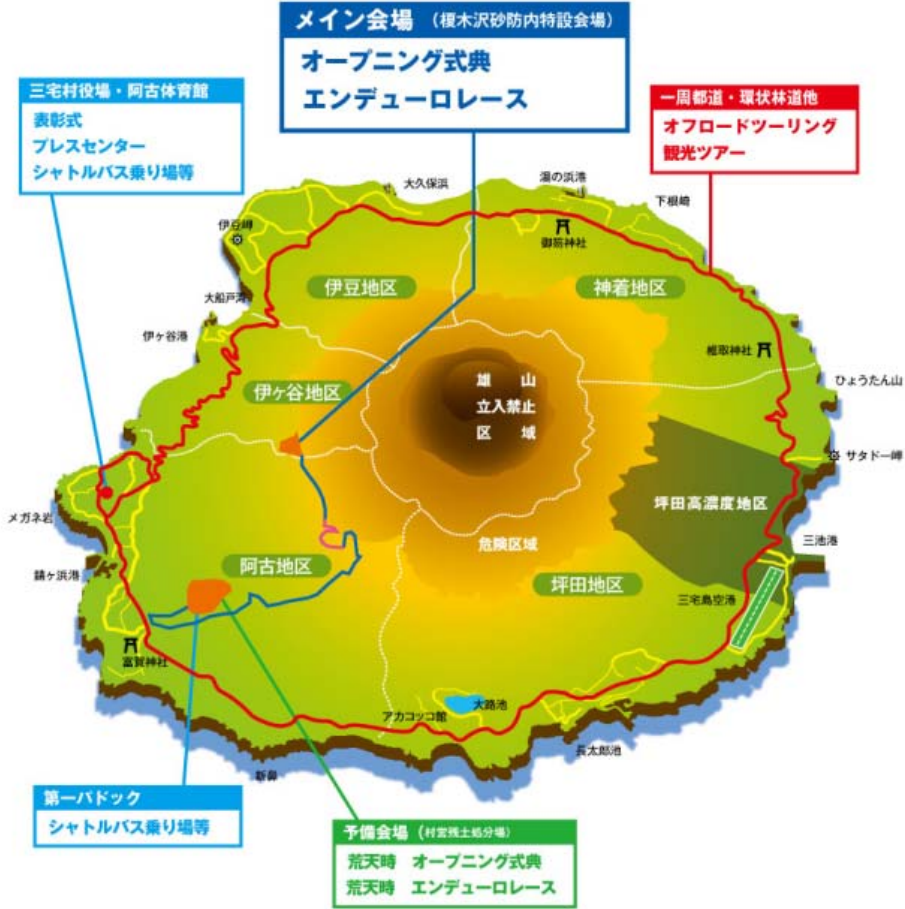 メイン会場 (榎木沢砂防内特設会場)
オープニング式典
エンデューロレース
三宅村役場・阿古体育館
表彰式
プレスセンター
シャトルバス乗り場等
一周都道・環状林道他
オフロードツーリング
観光ツアー
大久保浜
湯の浜港
下根崎
伊豆岬
御笏神社
伊豆地区
神着地区
大船戸湾
伊ヶ谷港
椎取神社
ひょうたん山
伊ヶ谷地区
雄 山
立入禁止
区 域
サタドー岬
坪田高濃度地区
メガネ岩
危険区域
三池港
阿古地区
坪田地区
錆ヶ浜港
三宅島空港
富賀神社
大路池
アカコッコ館
長太郎池
新鼻
第一パドック
シャトルバス乗り場等
予備会場 (村営残土処分場)
荒天時 オープニング式典
荒天時 エンデューロレース